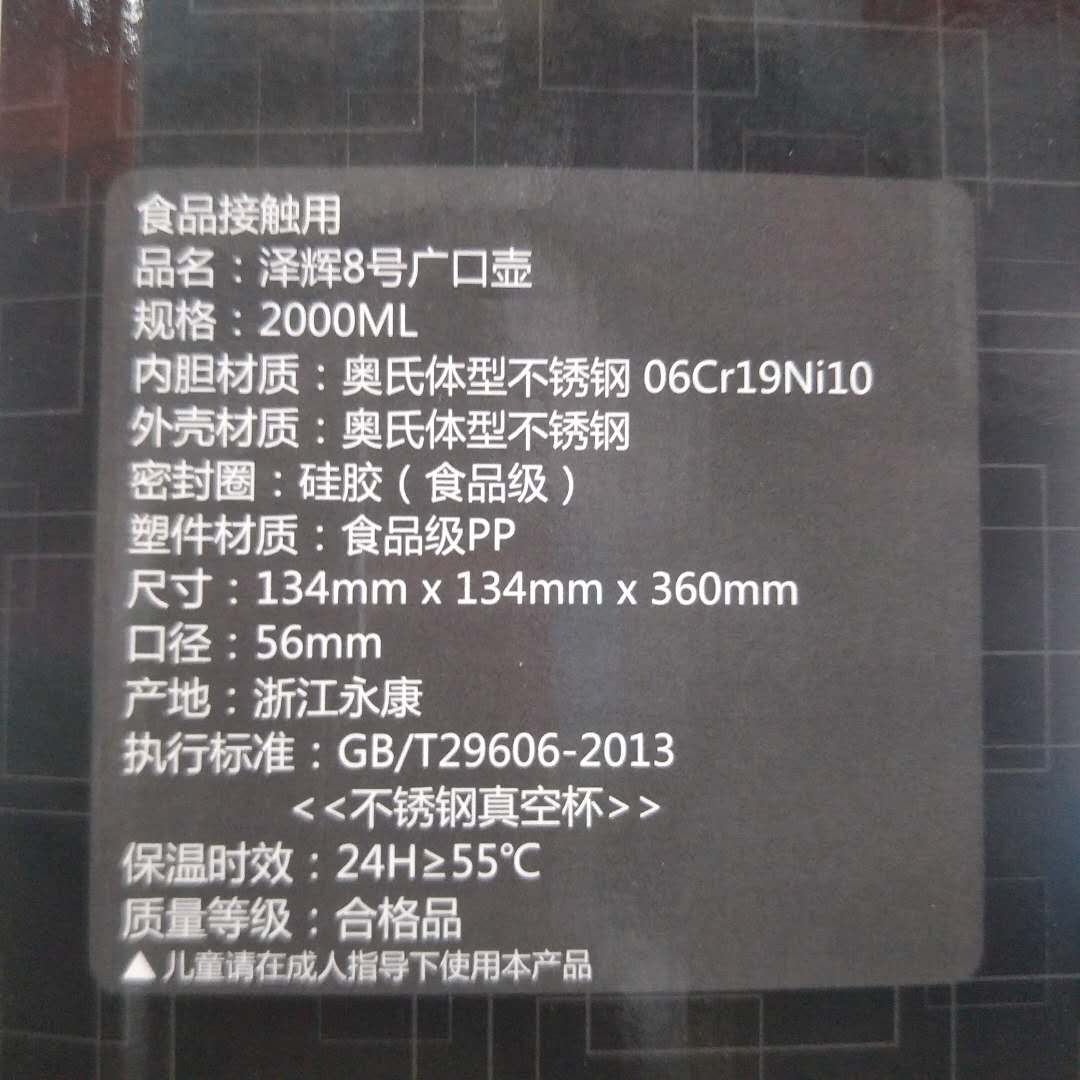 食品接触用
品名：泽辉8号广口壶
规格：2000ML
内胆材质：奥氏体型不锈钢 06Cr19Ni10
外壳材质：奥氏体型不锈钢
密封圈：硅胶（食品级）
塑件材质：食品级PP
尺寸：134mm x 134mm x 360mm
口径：56mm
产地：浙江永康
执行标准：GB/T29606-2013
<<不锈钢真空杯>>
保温时效：24H≥55℃
质量等级：合格品
▲儿童请在成人指导下使用本产品